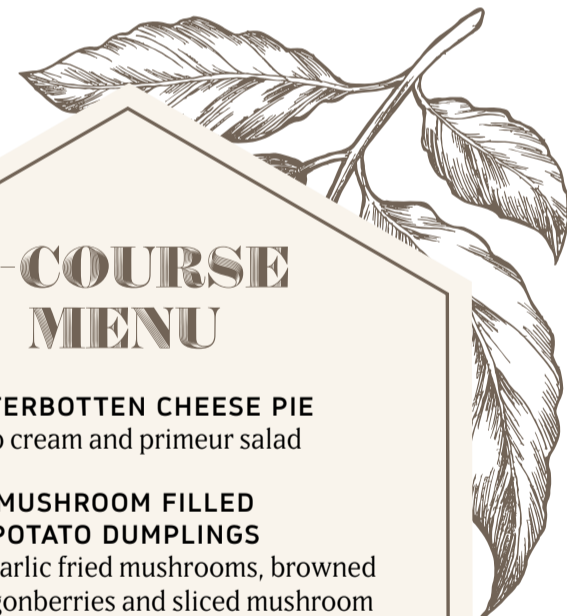 -COURSE
MENU
TERBOTTEN CHEESE PIE
cream and primeur salad
MUSHROOM FILLED
POTATO DUMPLINGS
arlic fried mushrooms, browned
gonberries and sliced mushroom